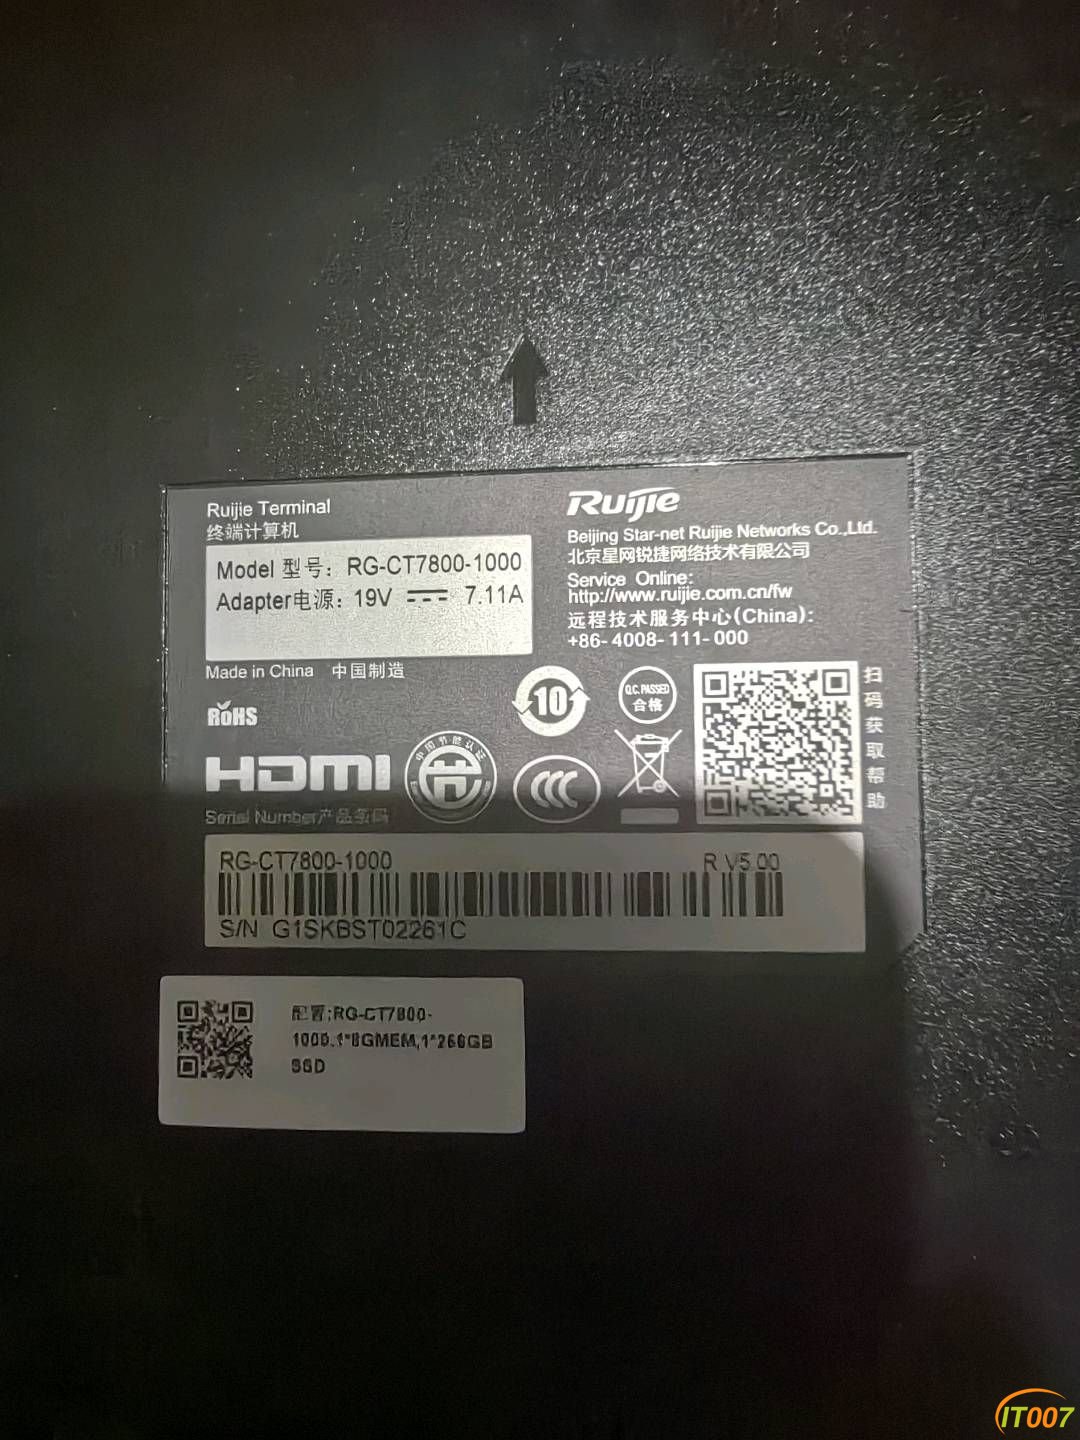 Ruijie Terminal
终端计算机
Model 型号: RG-CT7800-1000
Adapter电源: 19V 7.11A
Made in China 中国制造
RoHS
HDMI
Ruijie
Beijing Star-net Ruijie Networks Co.,Ltd.
北京星网锐捷网络技术有限公司
Service Online:
http://www.ruijie.com.cn/fw
远程技术服务中心(China):
+86-4008-111-000
10
Q.C.PASSED
合格
中国节能认证
CCC
扫码获取帮助
Serial Number产品条码
RG-CT7800-1000 R V5.00
S/N G1SKBST02261C
配置:RG-CT7800-
1000,1*8GMEM,1*256GB
SSD
IT007